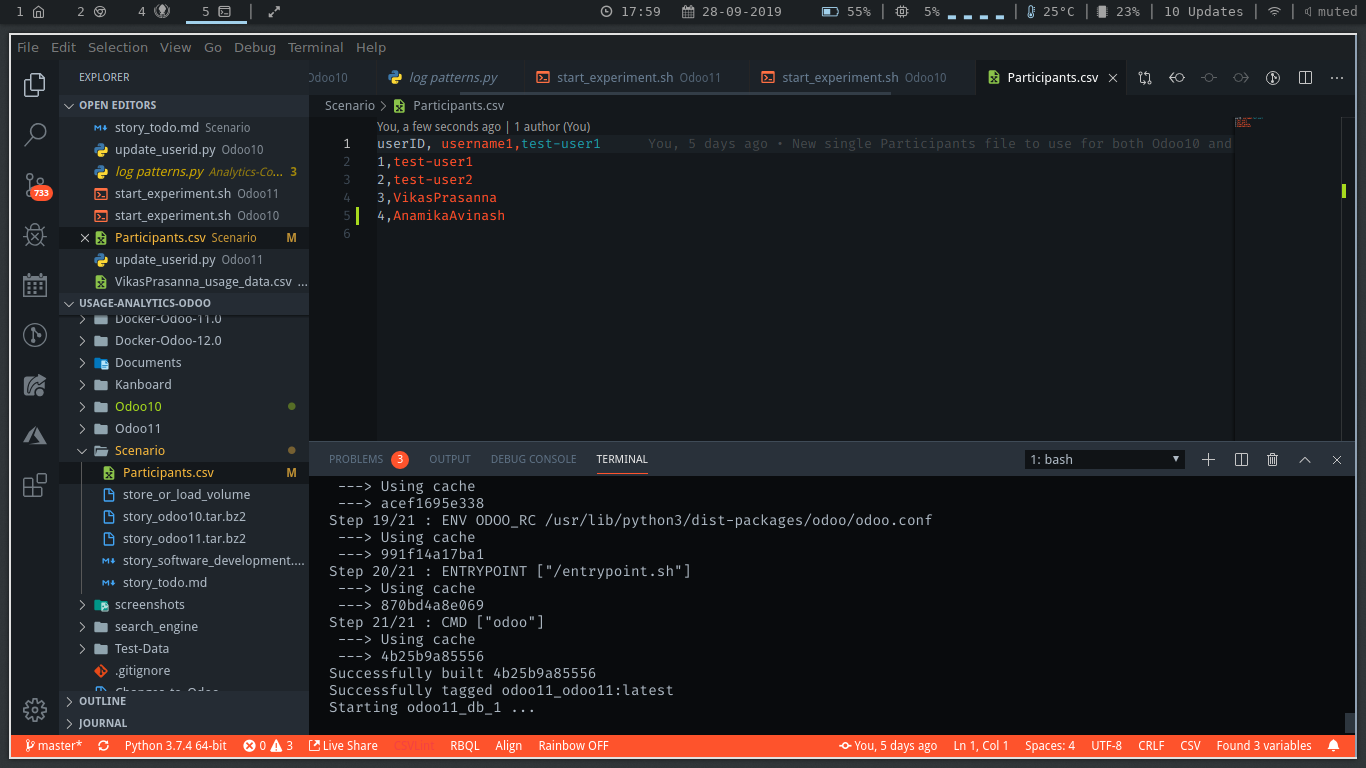 1 2 4 5 17:59 28-09-2019 55% 5% 25°C 23% 10 Updates muted
File Edit Selection View Go Debug Terminal Help
EXPLORER
OPEN EDITORS
story_todo.md Scenario
update_userid.py Odoo10
log patterns.py Analytics-Co... 3
start_experiment.sh Odoo11
start_experiment.sh Odoo10
Participants.csv Scenario M
update_userid.py Odoo11
VikasPrasanna_usage_data.csv ...
USAGE-ANALYTICS-ODOO
Docker-Odoo-11.0
Docker-Odoo-12.0
Documents
Kanboard
Odoo10
Odoo11
Scenario
Participants.csv M
store_or_load_volume
story_odoo10.tar.bz2
story_odoo11.tar.bz2
story_software_development....
story_todo.md
screenshots
search_engine
Test-Data
.gitignore
Changes-to-Odoo
OUTLINE
JOURNAL
733
Odoo10 log patterns.py start_experiment.sh Odoo11 start_experiment.sh Odoo10 Participants.csv
Scenario > Participants.csv
You, a few seconds ago | 1 author (You)
1 userID, username1,test-user1 You, 5 days ago • New single Participants file to use for both Odoo10 and
2 1,test-user1
3 2,test-user2
4 3,VikasPrasanna
5 4,AnamikaAvinash
6
PROBLEMS 3 OUTPUT DEBUG CONSOLE TERMINAL 1: bash
---> Using cache
---> acef1695e338
Step 19/21 : ENV ODOO_RC /usr/lib/python3/dist-packages/odoo/odoo.conf
---> Using cache
---> 991f14a17ba1
Step 20/21 : ENTRYPOINT ["/entrypoint.sh"]
---> Using cache
---> 870bd4a8e069
Step 21/21 : CMD ["odoo"]
---> Using cache
---> 4b25b9a85556
Successfully built 4b25b9a85556
Successfully tagged odoo11_odoo11:latest
Starting odoo11_db_1 ...
master* Python 3.7.4 64-bit 0 3 Live Share CSVLint RBQL Align Rainbow OFF You, 5 days ago Ln 1, Col 1 Spaces: 4 UTF-8 CRLF CSV Found 3 variables